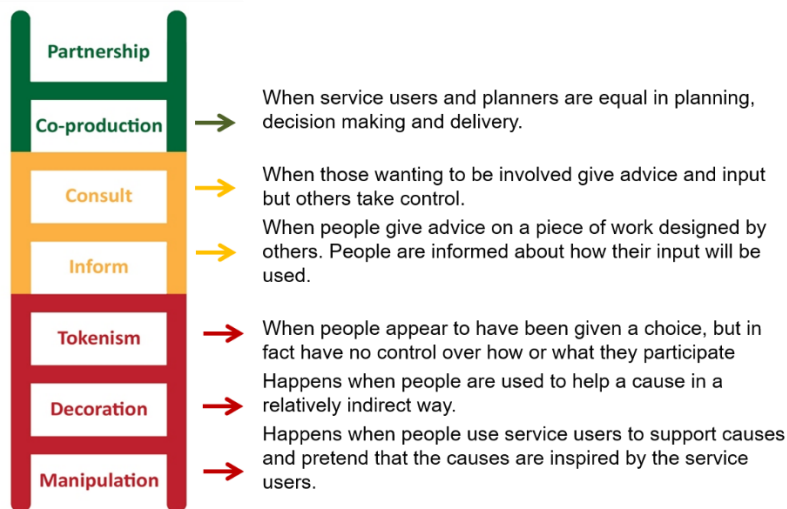 Partnership
Co-production
When service users and planners are equal in planning,
decision making and delivery.
Consult
When those wanting to be involved give advice and input
but others take control.
Inform
When people give advice on a piece of work designed by
others. People are informed about how their input will be
used.
Tokenism
When people appear to have been given a choice, but in
fact have no control over how or what they participate
Decoration
Happens when people are used to help a cause in a
relatively indirect way.
Manipulation
Happens when people use service users to support causes
and pretend that the causes are inspired by the service
users.